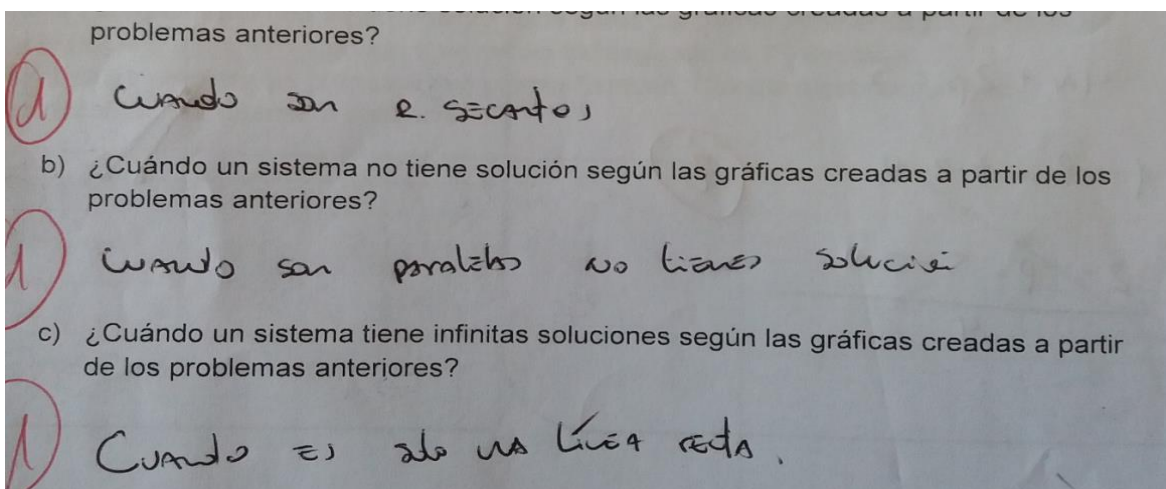 problemas anteriores?
1 Cuando son R. secantes
b) ¿Cuándo un sistema no tiene solución según las gráficas creadas a partir de los
problemas anteriores?
1 Cuando son paralelas no tienen solución
c) ¿Cuándo un sistema tiene infinitas soluciones según las gráficas creadas a partir
de los problemas anteriores?
1 Cuando es solo una línea recta.